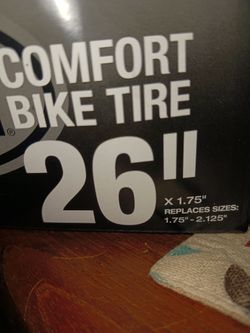 COMFORT
BIKE TIRE
26"
X 1.75"
REPLACES SIZES:
1.75" - 2.125"
®